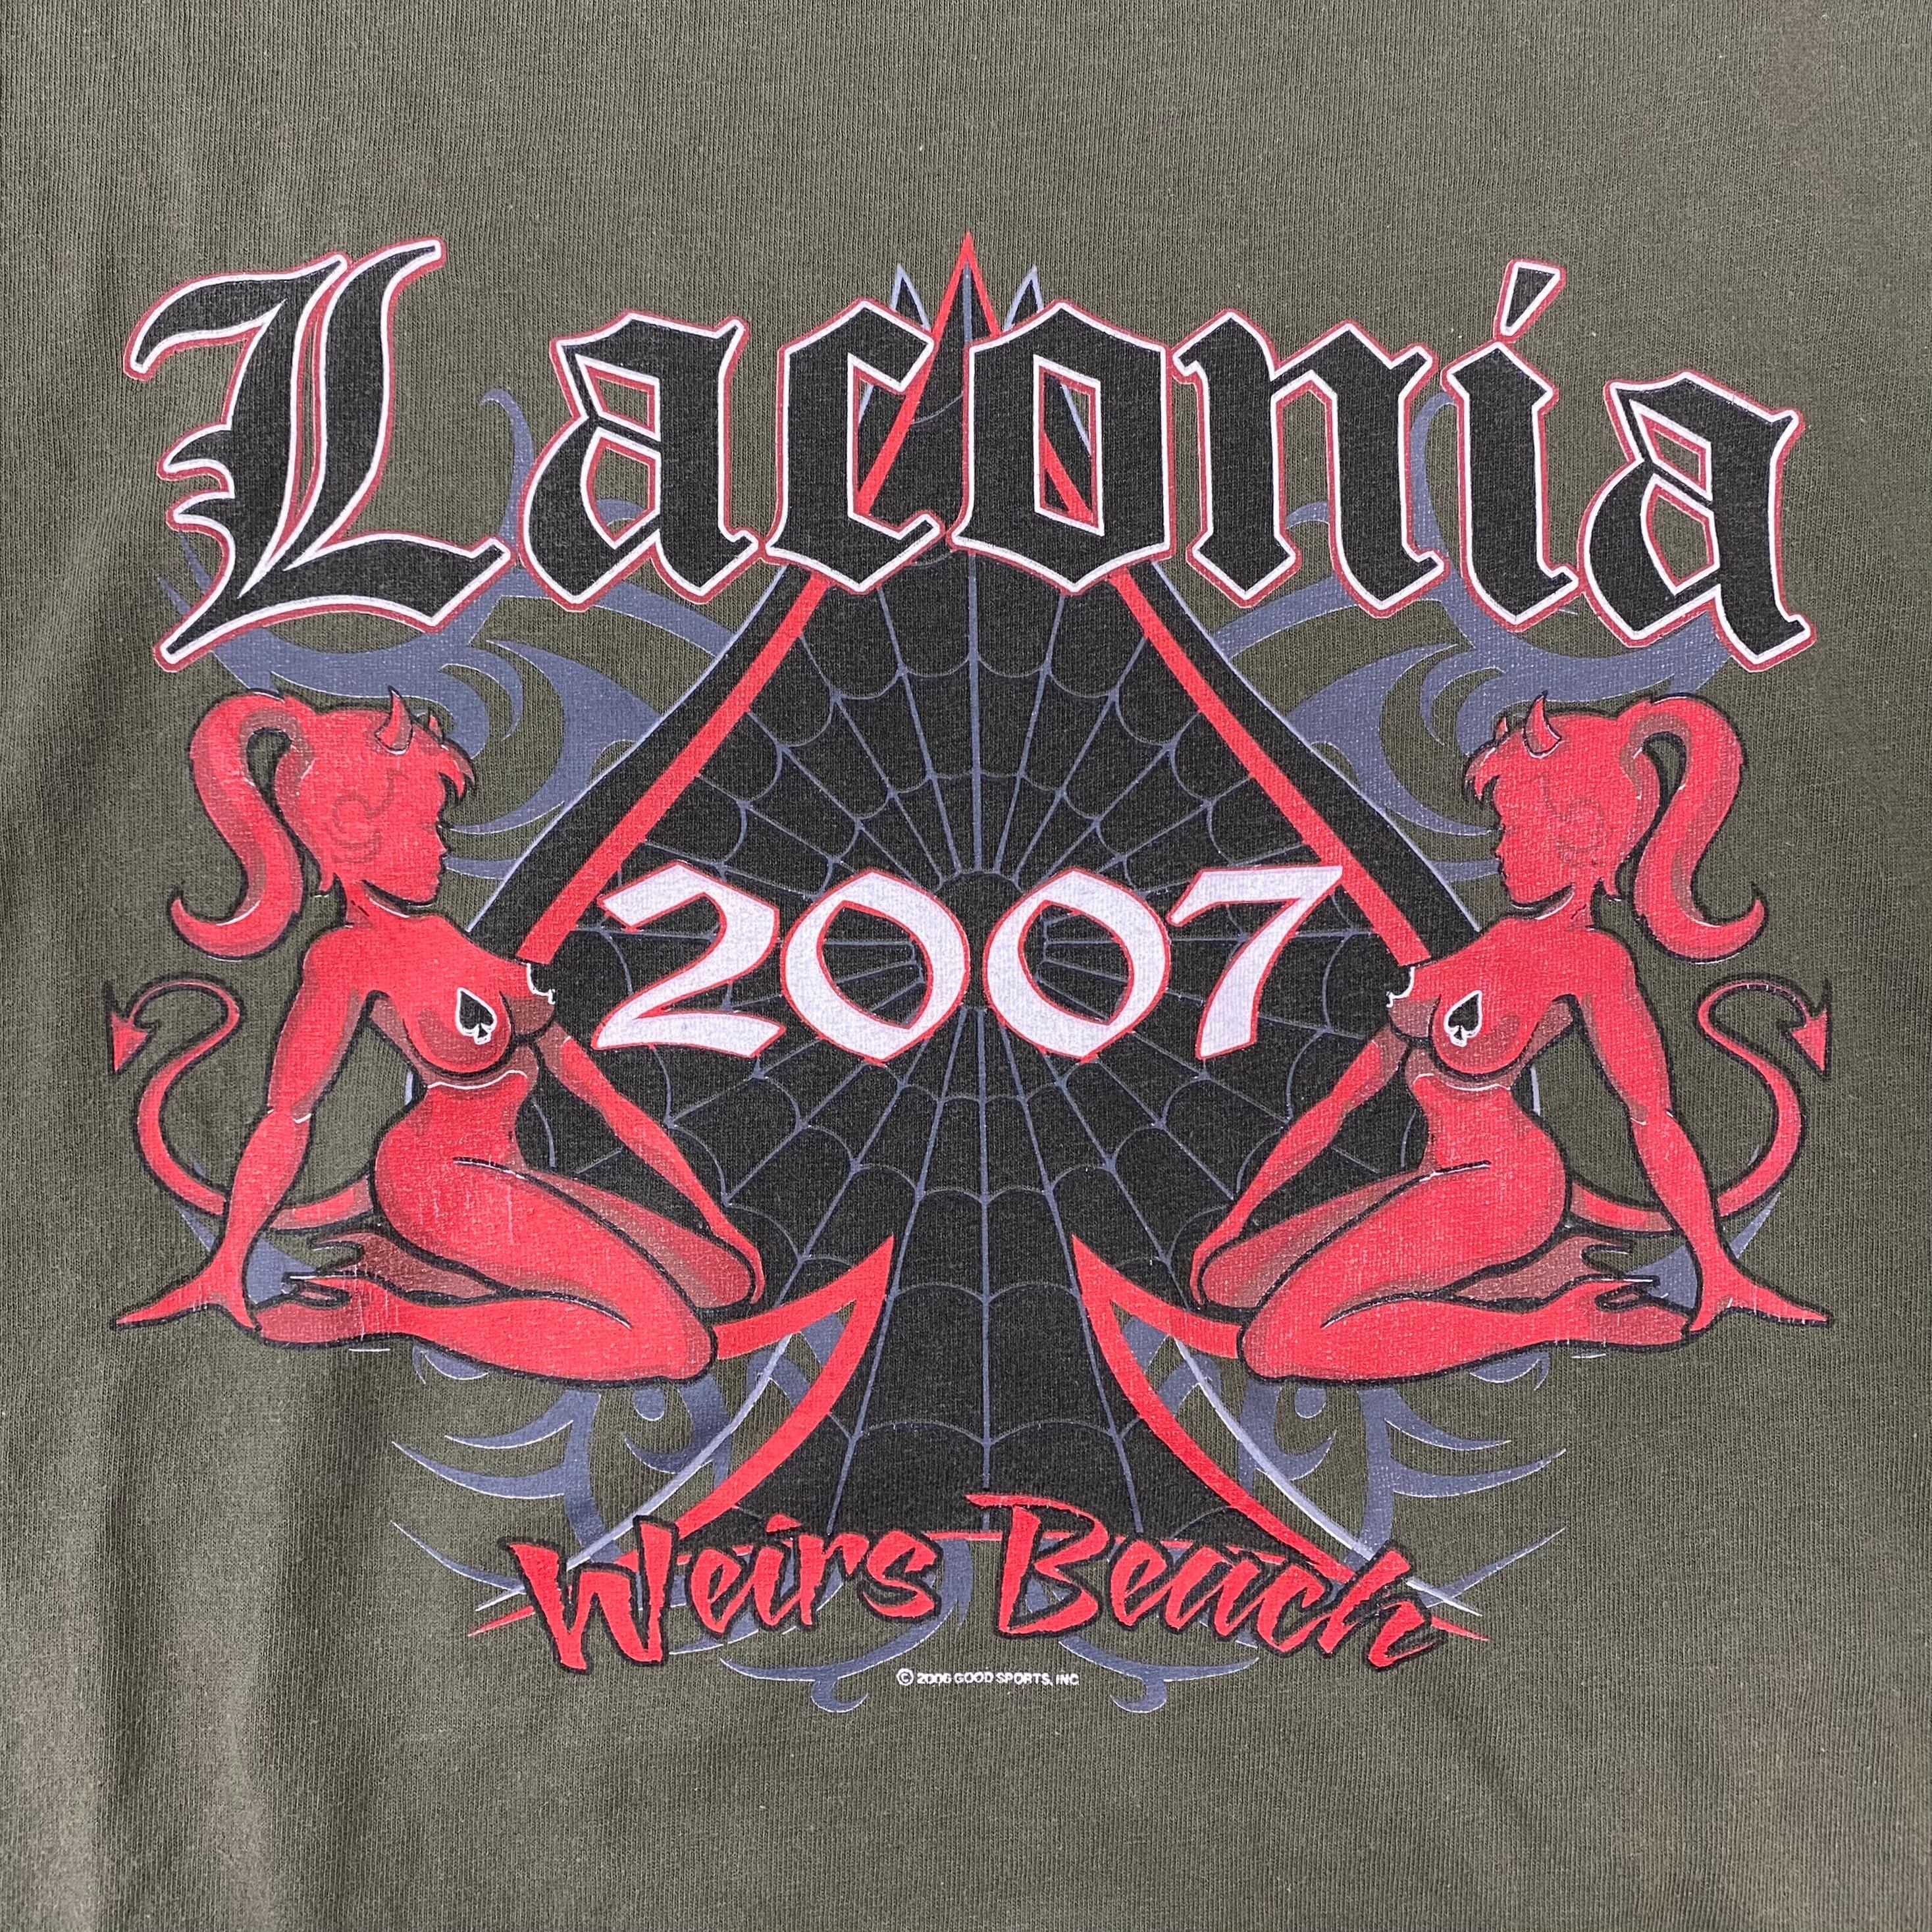 Laconia
2007
Weirs Beach
© 2006 GOOD SPORTS, INC